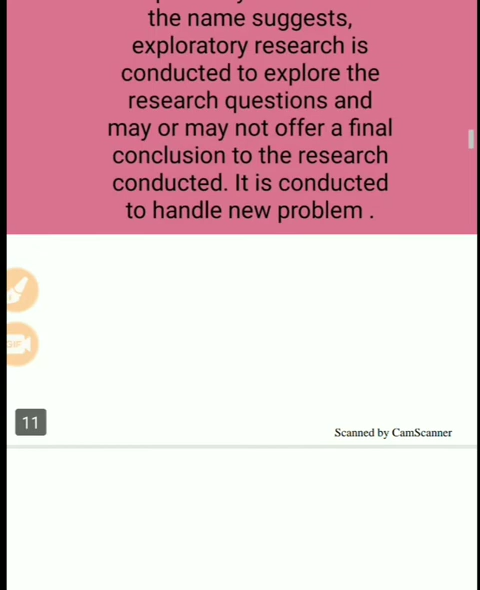 the name suggests,
exploratory research is
conducted to explore the
research questions and
may or may not offer a final
conclusion to the research
conducted. It is conducted
to handle new problem .
GIF
11
Scanned by CamScanner